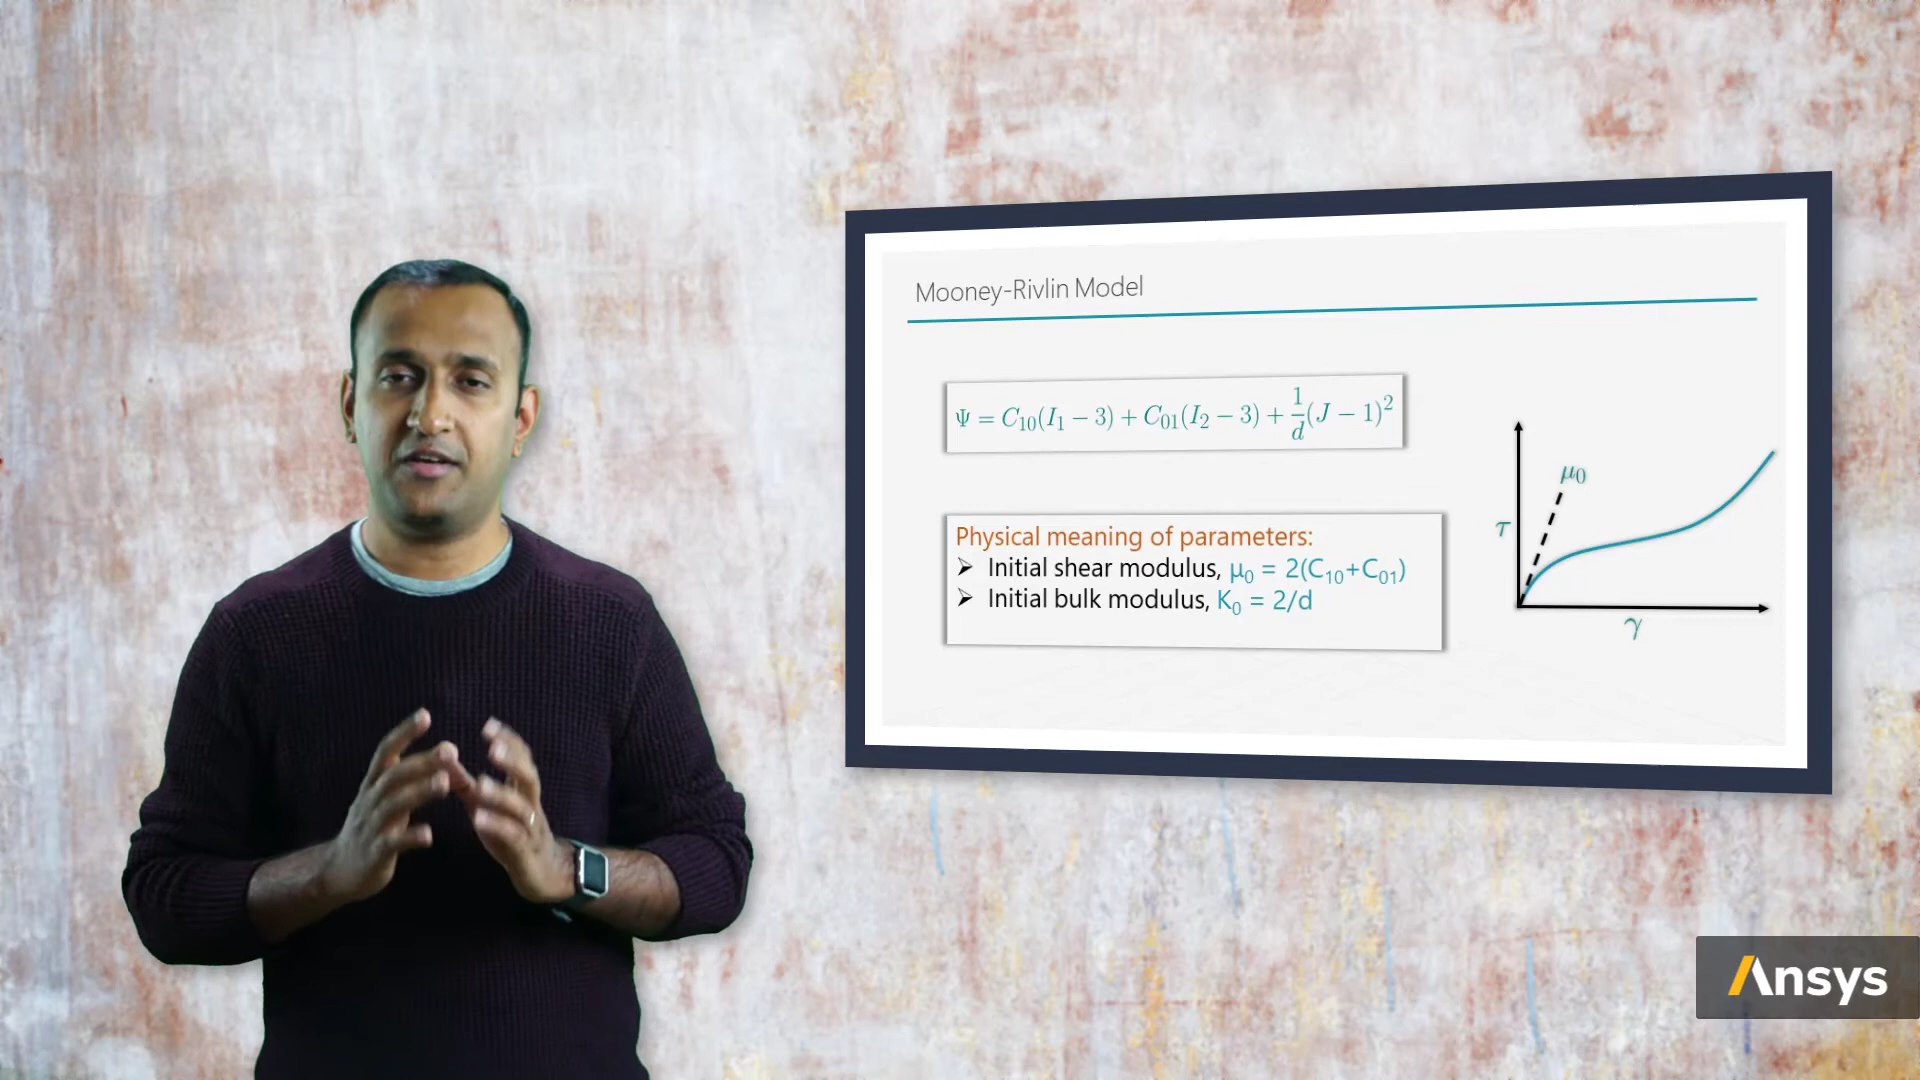 Mooney-Rivlin Model
Ψ = C₁₀(I₁ − 3) + C₀₁(I₂ − 3) + 1/d (J − 1)²
Physical meaning of parameters:
➢ Initial shear modulus, μ₀ = 2(C₁₀+C₀₁)
➢ Initial bulk modulus, K₀ = 2/d
μ₀
τ
γ
Ansys